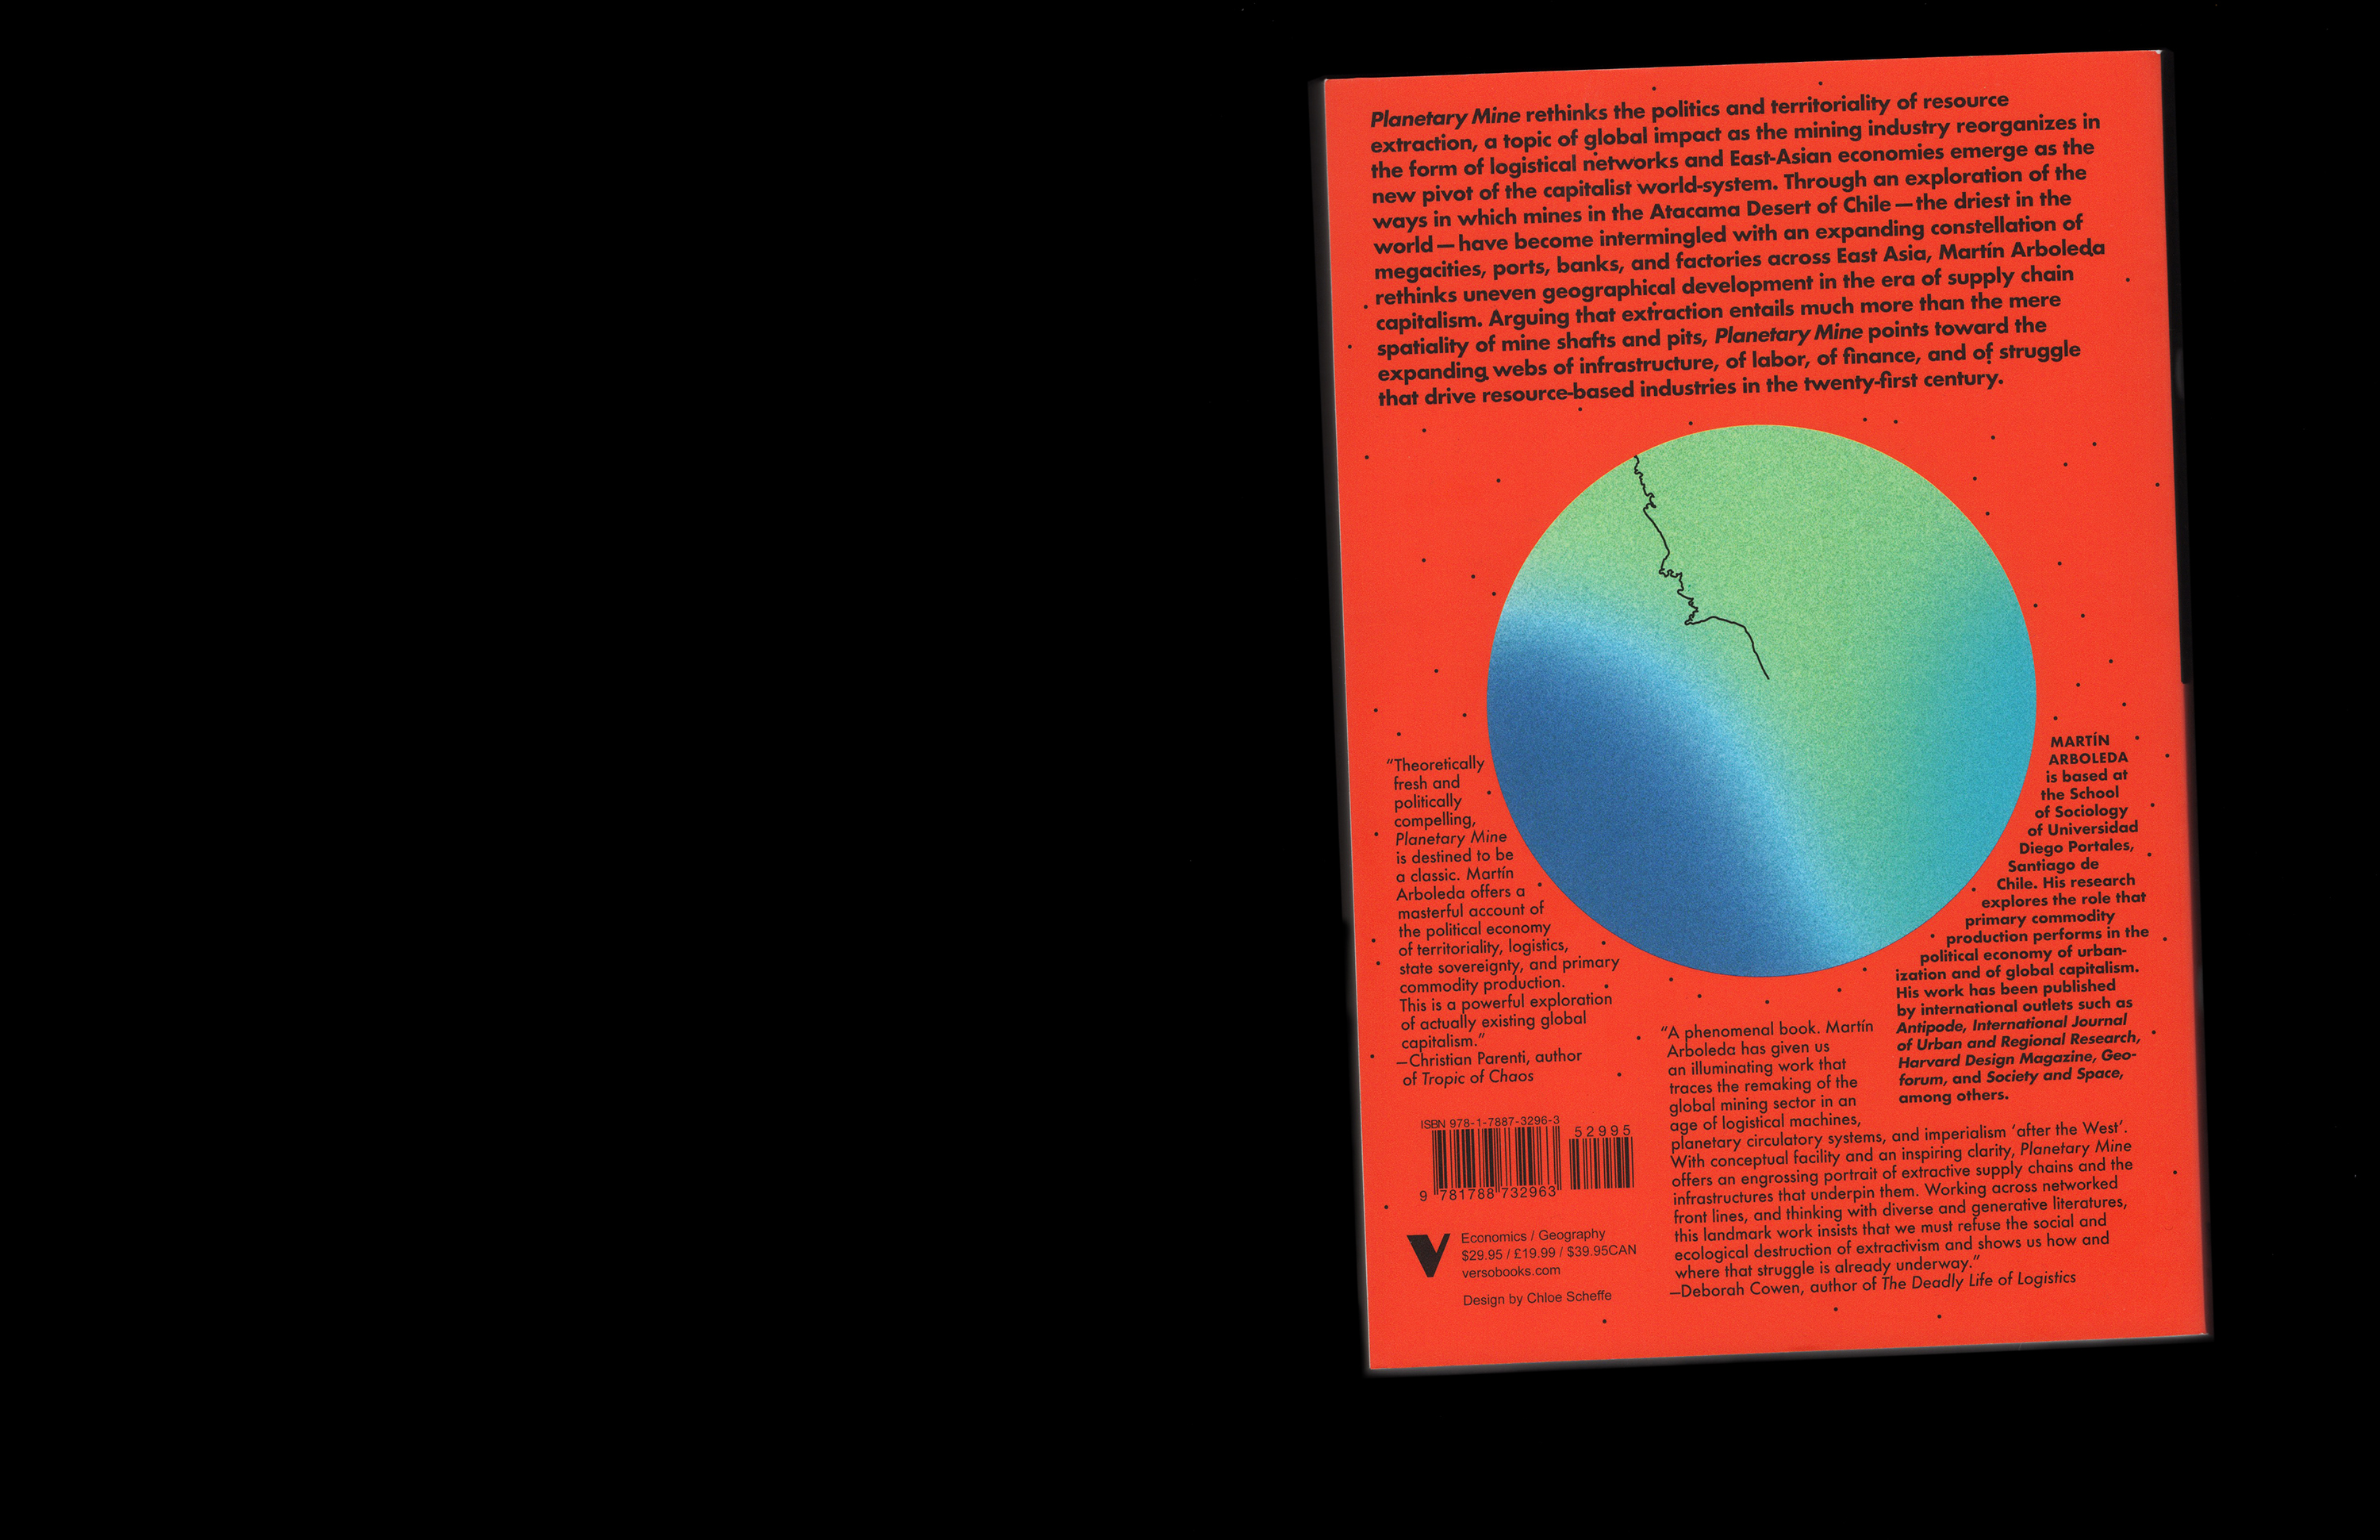 Planetary Mine rethinks the politics and territoriality of resource
extraction, a topic of global impact as the mining industry reorganizes in
the form of logistical networks and East-Asian economies emerge as the
new pivot of the capitalist world-system. Through an exploration of the
ways in which mines in the Atacama Desert of Chile—the driest in the
world—have become intermingled with an expanding constellation of
megacities, ports, banks, and factories across East Asia, Martín Arboleda
rethinks uneven geographical development in the era of supply chain
capitalism. Arguing that extraction entails much more than the mere
spatiality of mine shafts and pits, Planetary Mine points toward the
expanding webs of infrastructure, of labor, of finance, and of struggle
that drive resource-based industries in the twenty-first century.
“Theoretically
fresh and
politically
compelling,
Planetary Mine
is destined to be
a classic. Martín
Arboleda offers a
masterful account of
the political economy
of territoriality, logistics,
state sovereignty, and primary
commodity production.
This is a powerful exploration
of actually existing global
capitalism.”
—Christian Parenti, author
of Tropic of Chaos
MARTÍN
ARBOLEDA
is based at
the School
of Sociology
of Universidad
Diego Portales,
Santiago de
Chile. His research
explores the role that
primary commodity
production performs in the
political economy of urban-
ization and of global capitalism.
His work has been published
by international outlets such as
Antipode, International Journal
of Urban and Regional Research,
Harvard Design Magazine, Geo-
forum, and Society and Space,
among others.
“A phenomenal book. Martín
Arboleda has given us
an illuminating work that
traces the remaking of the
global mining sector in an
age of logistical machines,
planetary circulatory systems, and imperialism ‘after the West’.
With conceptual facility and an inspiring clarity, Planetary Mine
offers an engrossing portrait of extractive supply chains and the
infrastructures that underpin them. Working across networked
front lines, and thinking with diverse and generative literatures,
this landmark work insists that we must refuse the social and
ecological destruction of extractivism and shows us how and
where that struggle is already underway.”
—Deborah Cowen, author of The Deadly Life of Logistics
ISBN 978-1-7887-3296-3
52995
9 781788 732963
Economics / Geography
$29.95 / £19.99 / $39.95CAN
versobooks.com
Design by Chloe Scheffe